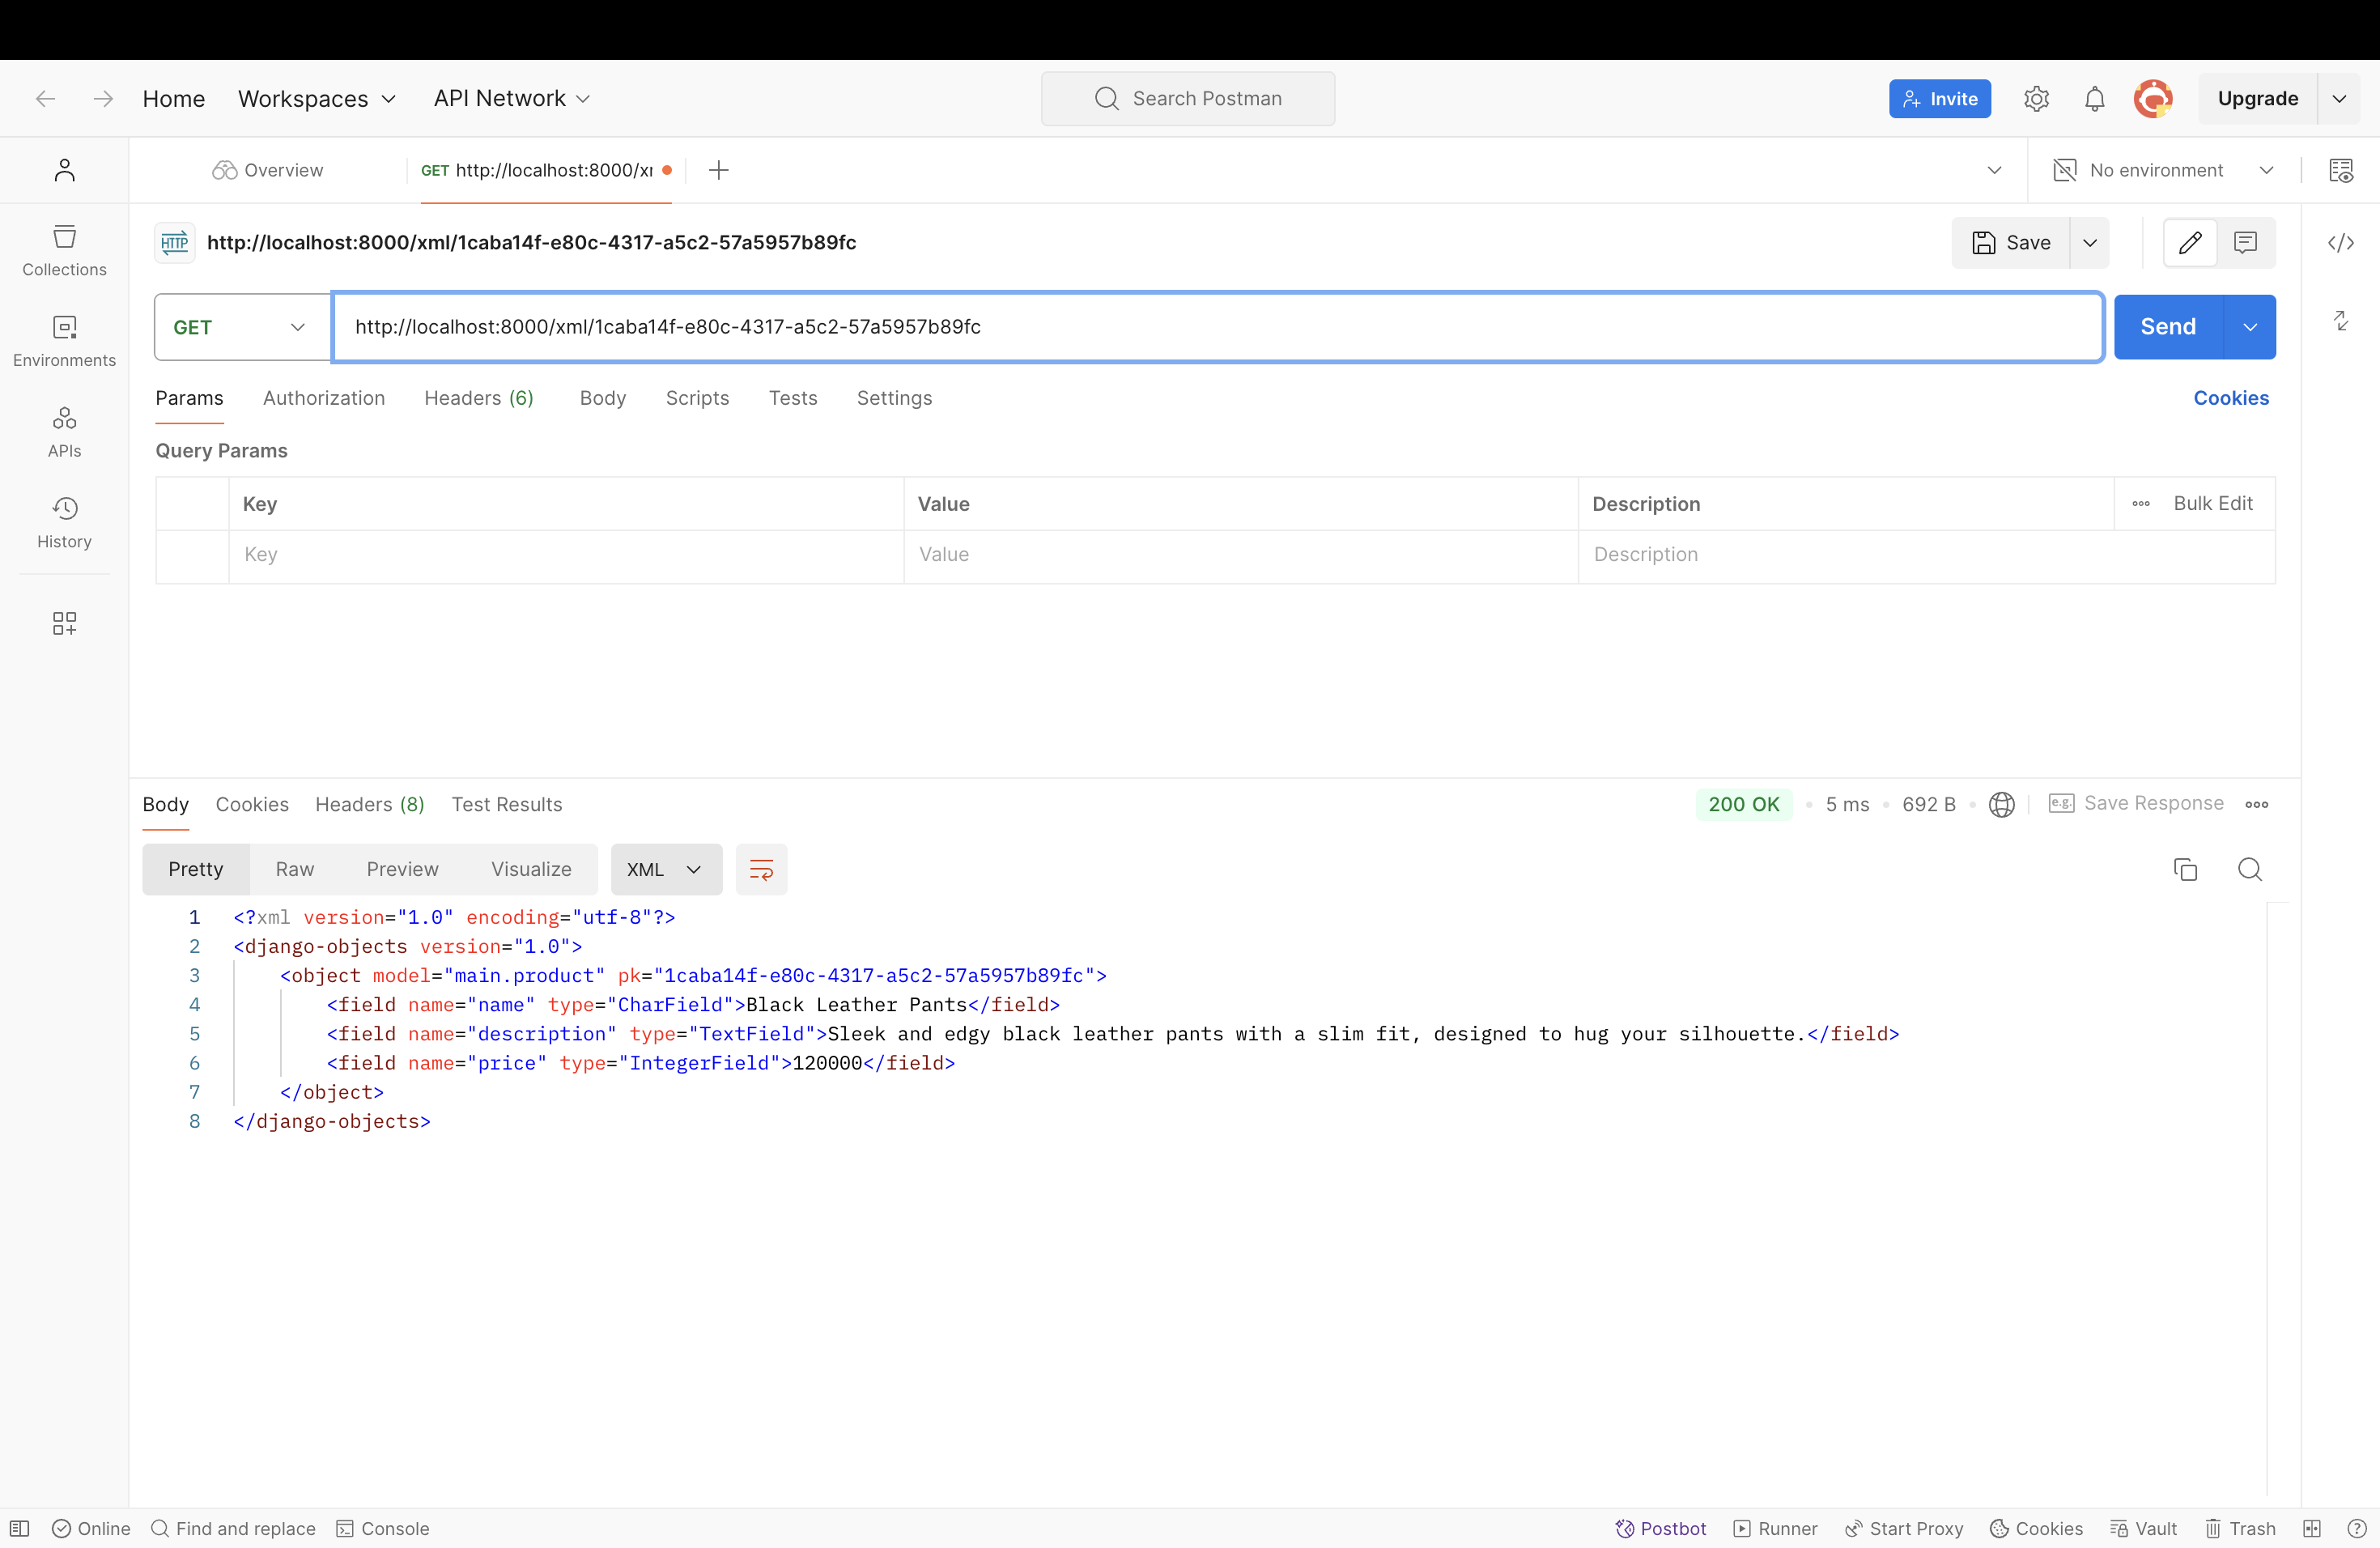 Home Workspaces API Network Search Postman Invite Upgrade
Overview GET http://localhost:8000/x No environment
HTTP http://localhost:8000/xml/1caba14f-e80c-4317-a5c2-57a5957b89fc Save
Collections
GET http://localhost:8000/xml/1caba14f-e80c-4317-a5c2-57a5957b89fc Send
Environments
Params Authorization Headers (6) Body Scripts Tests Settings Cookies
APIs
Query Params
Key Value Description Bulk Edit
Key Value Description
History
Body Cookies Headers (8) Test Results 200 OK 5 ms 692 B e.g. Save Response
Pretty Raw Preview Visualize XML
1 <?xml version="1.0" encoding="utf-8"?>
2 <django-objects version="1.0">
3 <object model="main.product" pk="1caba14f-e80c-4317-a5c2-57a5957b89fc">
4 <field name="name" type="CharField">Black Leather Pants</field>
5 <field name="description" type="TextField">Sleek and edgy black leather pants with a slim fit, designed to hug your silhouette.</field>
6 <field name="price" type="IntegerField">120000</field>
7 </object>
8 </django-objects>
Online Find and replace Console Postbot Runner Start Proxy Cookies Vault Trash